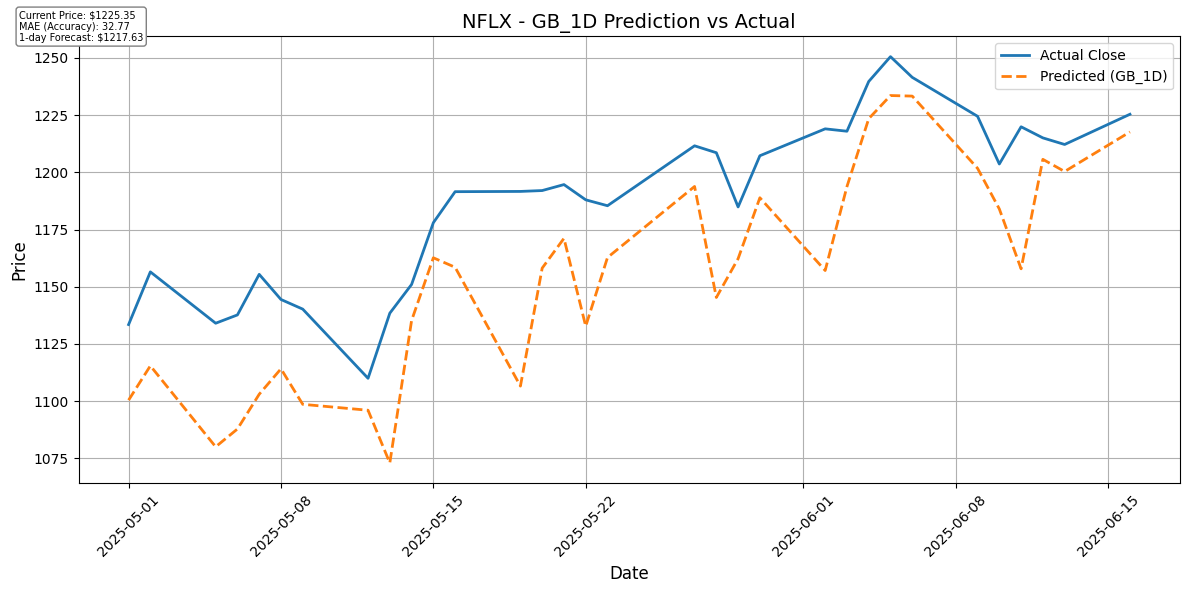 NFLX - GB_1D Prediction vs Actual
Current Price: $1225.35
MAE (Accuracy): 32.77
1-day Forecast: $1217.63
Actual Close
Predicted (GB_1D)
Price
1250
1225
1200
1175
1150
1125
1100
1075
2025-05-01
2025-05-08
2025-05-15
2025-05-22
2025-06-01
2025-06-08
2025-06-15
Date